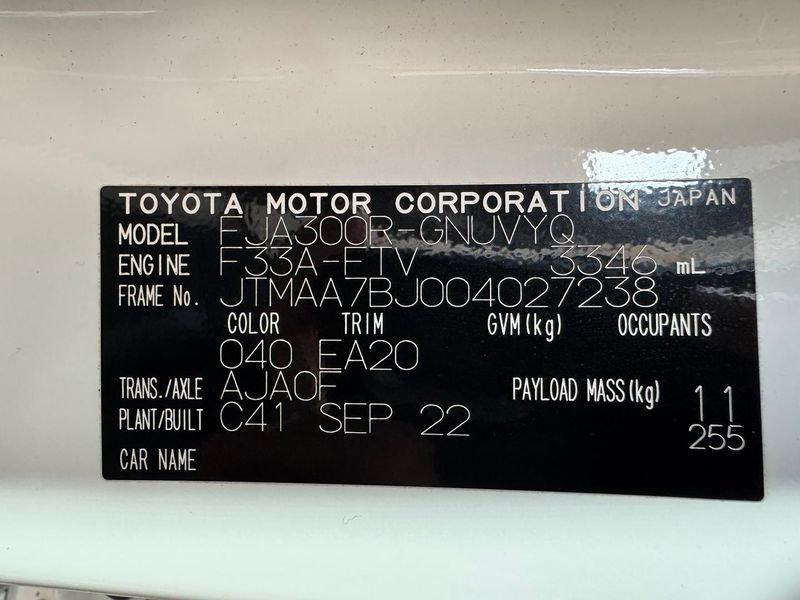 TOYOTA MOTOR CORPORATION JAPAN
MODEL FJA300R-GNUVYQ
ENGINE F33A-FTV 3346 mL
FRAME No. JTMAA7BJ004027238
COLOR TRIM GVM(kg) OCCUPANTS
040 EA20
TRANS./AXLE AJA0F PAYLOAD MASS(kg) 11
PLANT/BUILT C41 SEP 22 255
CAR NAME